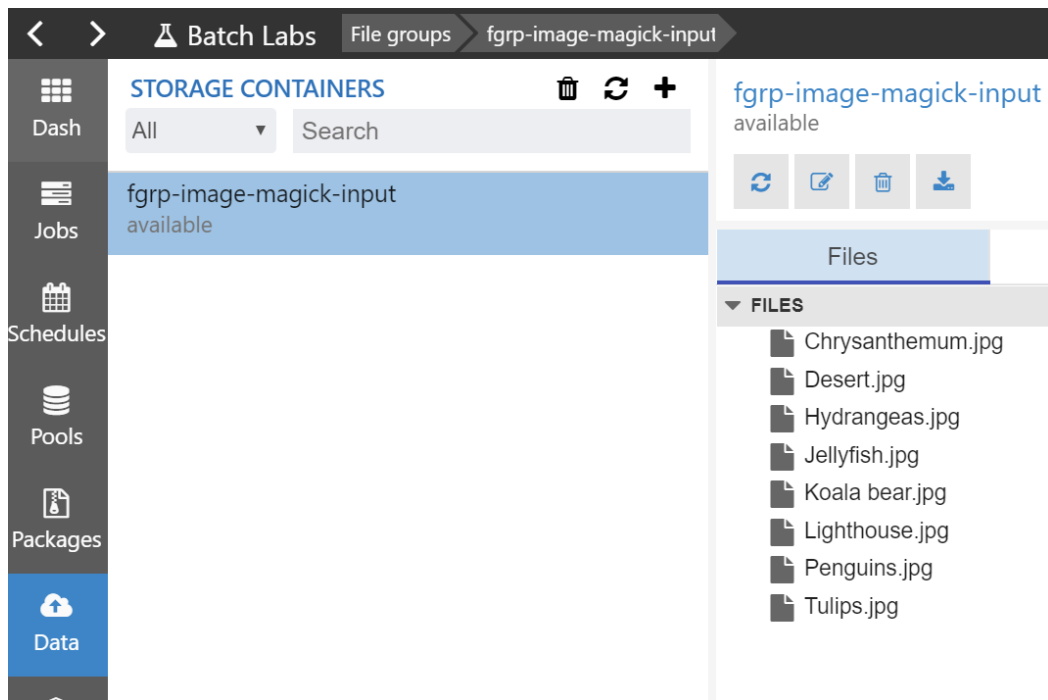 Batch Labs
File groups
fgrp-image-magick-input
Dash
Jobs
Schedules
Pools
Packages
Data
STORAGE CONTAINERS
All
Search
fgrp-image-magick-input
available
fgrp-image-magick-input
available
Files
FILES
Chrysanthemum.jpg
Desert.jpg
Hydrangeas.jpg
Jellyfish.jpg
Koala bear.jpg
Lighthouse.jpg
Penguins.jpg
Tulips.jpg